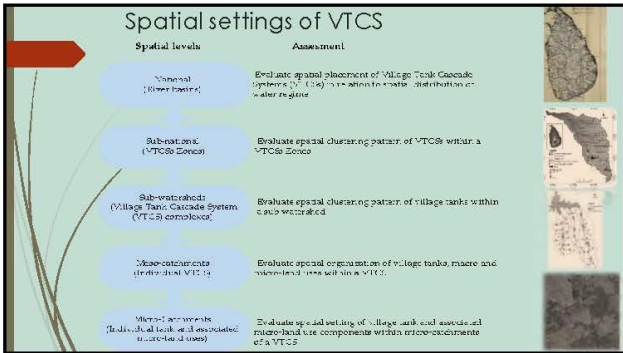 Spatial settings of VTCS
Spatial levels
Assesment
National
(River basins)
Evaluate spatial placement of Village Tank Cascade
Systems (VTCSs) in relation to spatial distribution of
water regime
Sub-national
(VTCSs Zones)
Evaluate spatial clustering pattern of VTCSs within a
VTCSs Zones
Sub-watersheds
(Village Tank Cascade System
(VTCS) complexes)
Evaluate spatial clustering pattern of village tanks within
a sub watershed
Meso-catchments
(Individual VTCS)
Evaluate spatial organization of village tanks, macro and
micro-land uses within a VTCS
Micro-Catchments
(Individual tank and associated
micro-land uses)
Evaluate spatial setting of village tank and associated
micro-land use components within micro-catchments
of a VTCS